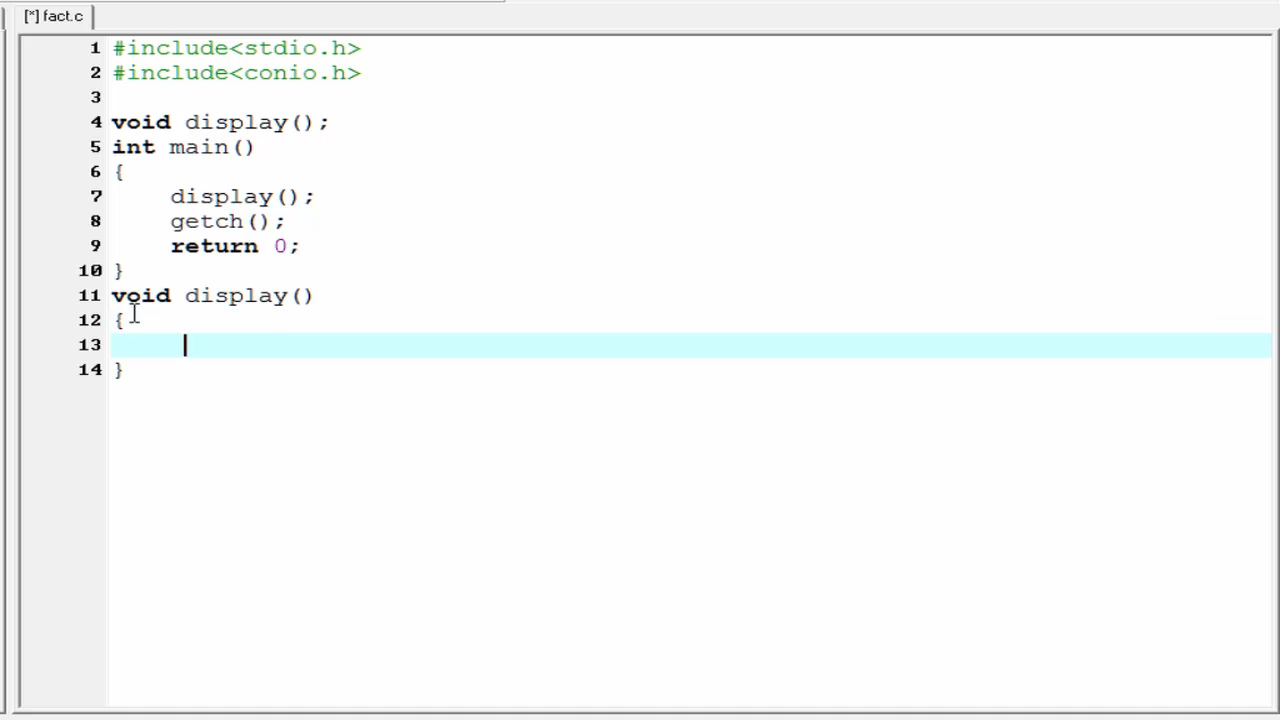 [*] fact.c
1 #include<stdio.h>
2 #include<conio.h>
3
4 void display();
5 int main()
6 {
7 display();
8 getch();
9 return 0;
10 }
11 void display()
12 {
13
14 }